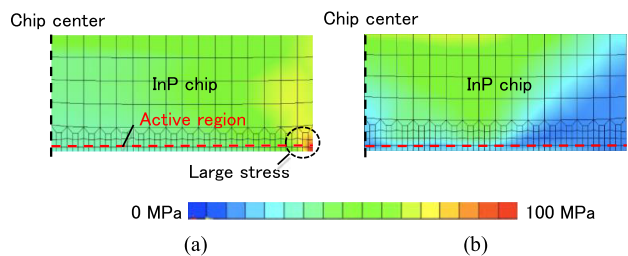 Chip center
Chip center
InP chip
InP chip
Active region
Large stress
0 MPa
100 MPa
(a)
(b)